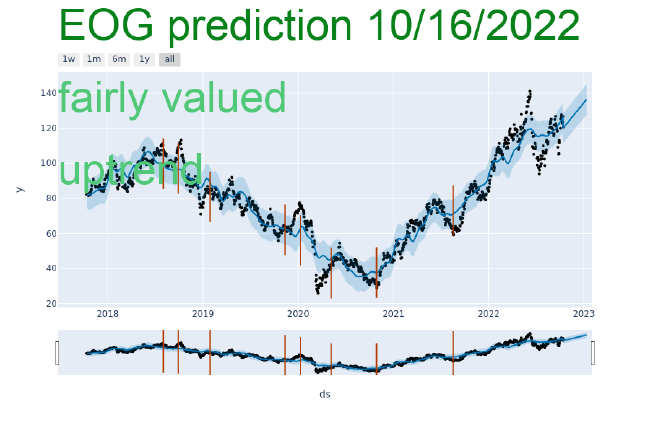 EOG prediction 10/16/2022
1w 1m 6m 1y all
fairly valued
uptrend
140
120
100
80
60
40
20
y
2018 2019 2020 2021 2022 2023
ds